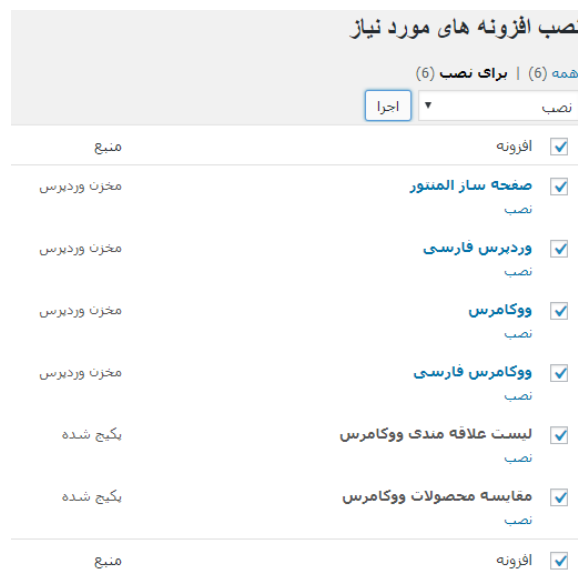 نصب افزونه های مورد نیاز
همه (6) | برای نصب (6)
نصب اجرا
افزونه منبع
صفحه ساز المنتور مخزن وردپرس
نصب
وردپرس فارسی مخزن وردپرس
نصب
ووکامرس مخزن وردپرس
نصب
ووکامرس فارسی مخزن وردپرس
نصب
لیست علاقه مندی ووکامرس پکیج شده
نصب
مقایسه محصولات ووکامرس پکیج شده
نصب
افزونه منبع